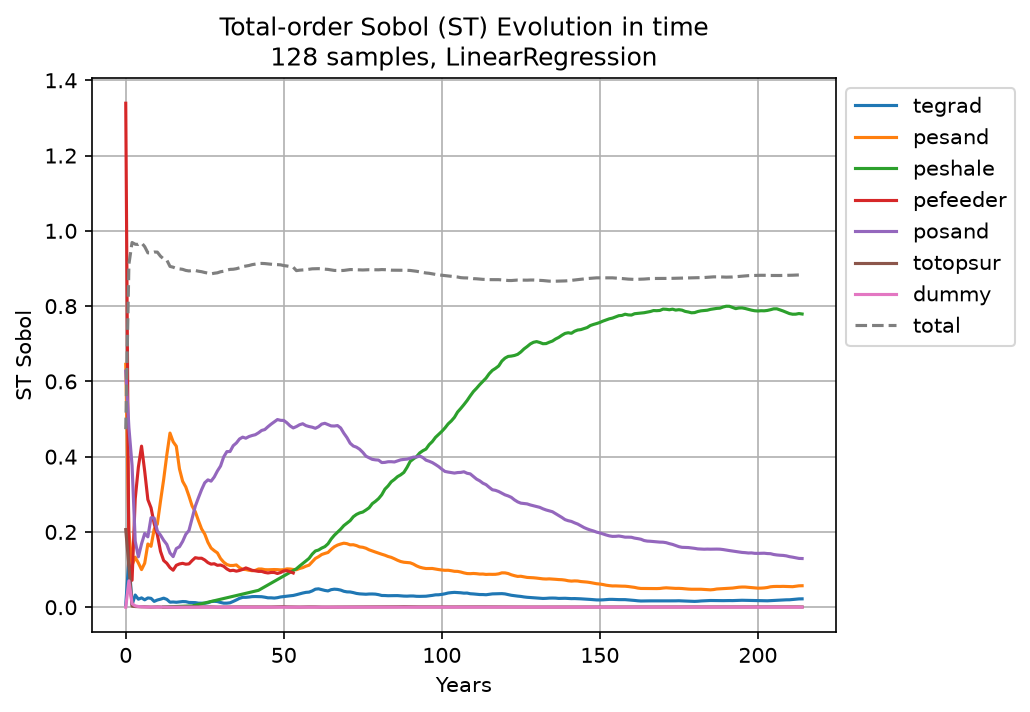 Total-order Sobol (ST) Evolution in time
128 samples, LinearRegression
ST Sobol
1.4
1.2
1.0
0.8
0.6
0.4
0.2
0.0
0 50 100 150 200
Years
tegrad
pesand
peshale
pefeeder
posand
totopsur
dummy
total